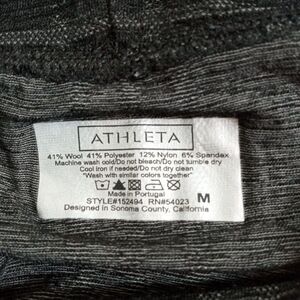 ATHLETA
41% Wool 41% Polyester 12% Nylon 6% Spandex
Machine wash cold/Do not bleach/Do not tumble dry
Cool iron if needed/Do not dry clean
"Wash with similar colors together"
Made in Portugal
STYLE#152494 RN#54023 M
Designed in Sonoma County, California